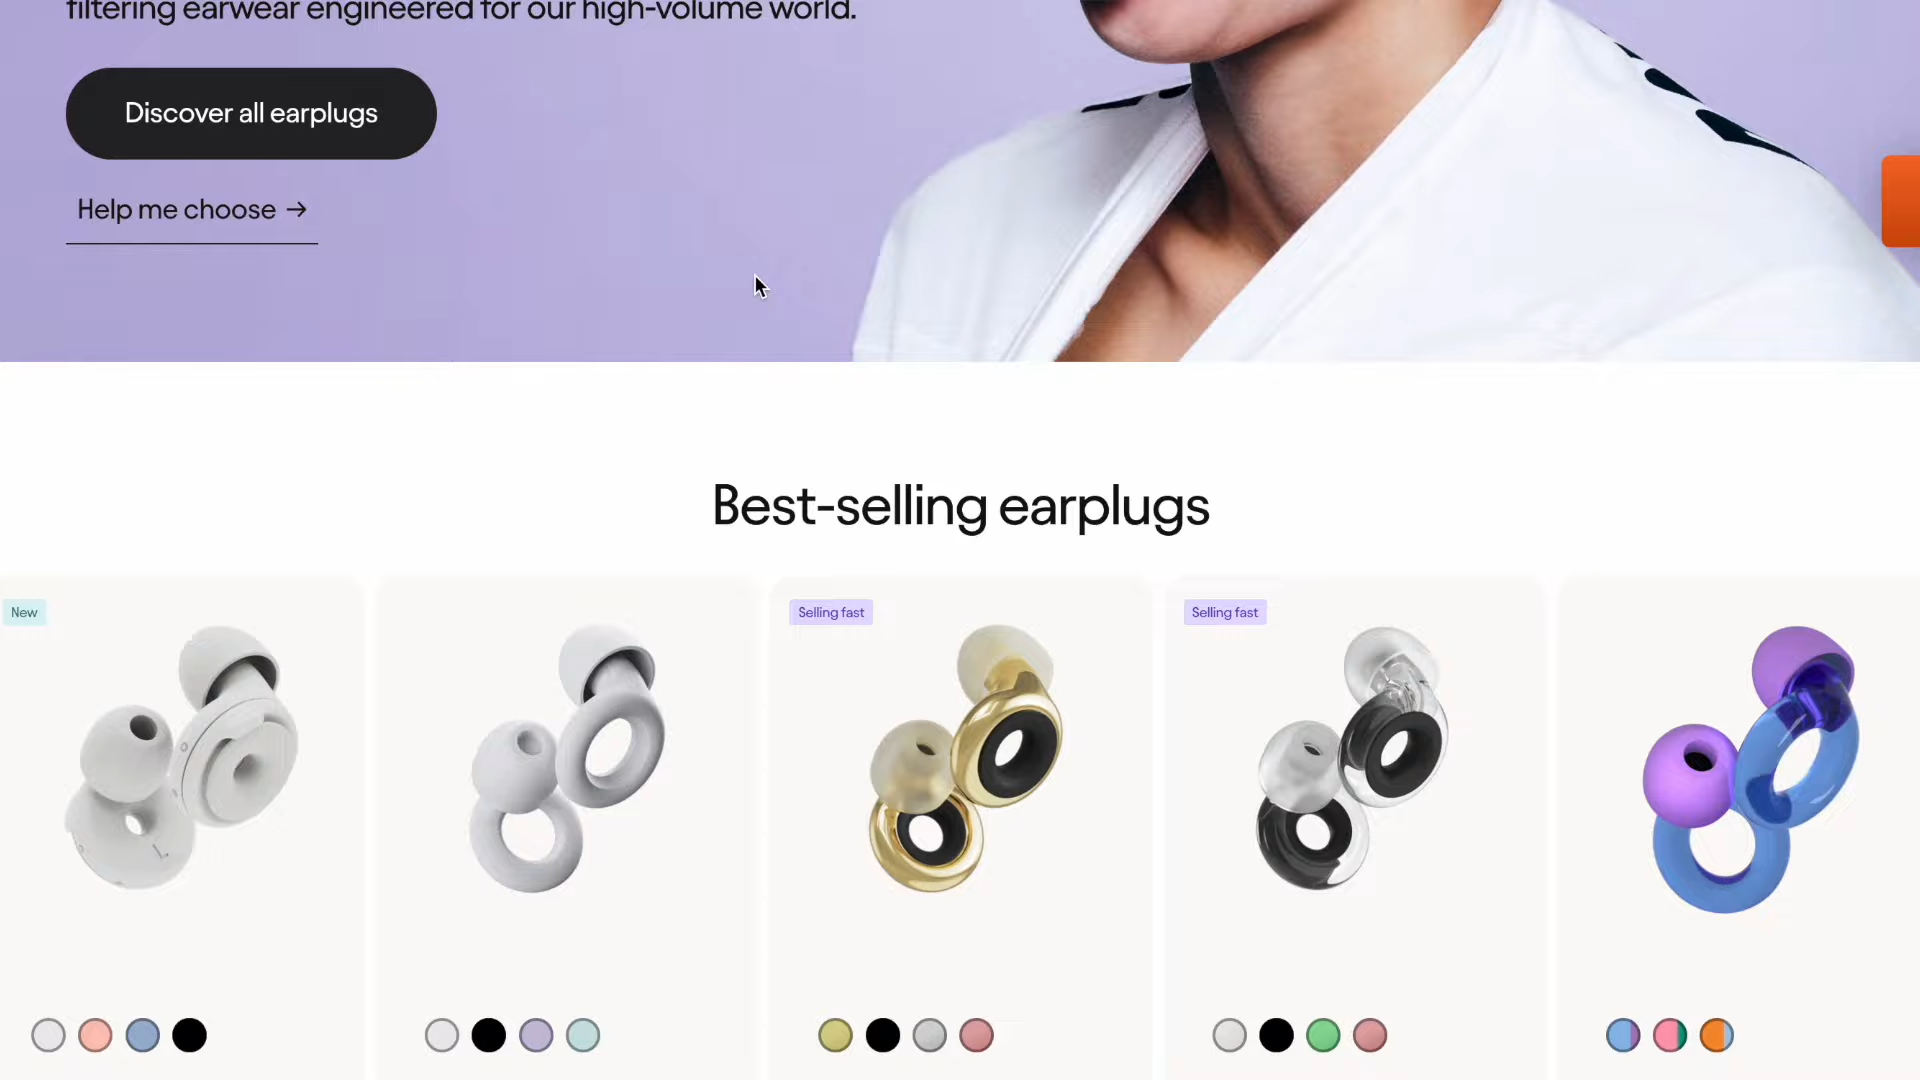 filtering earwear engineered for our high-volume world.
Discover all earplugs
Help me choose →
Best-selling earplugs
New
Selling fast
Selling fast
L